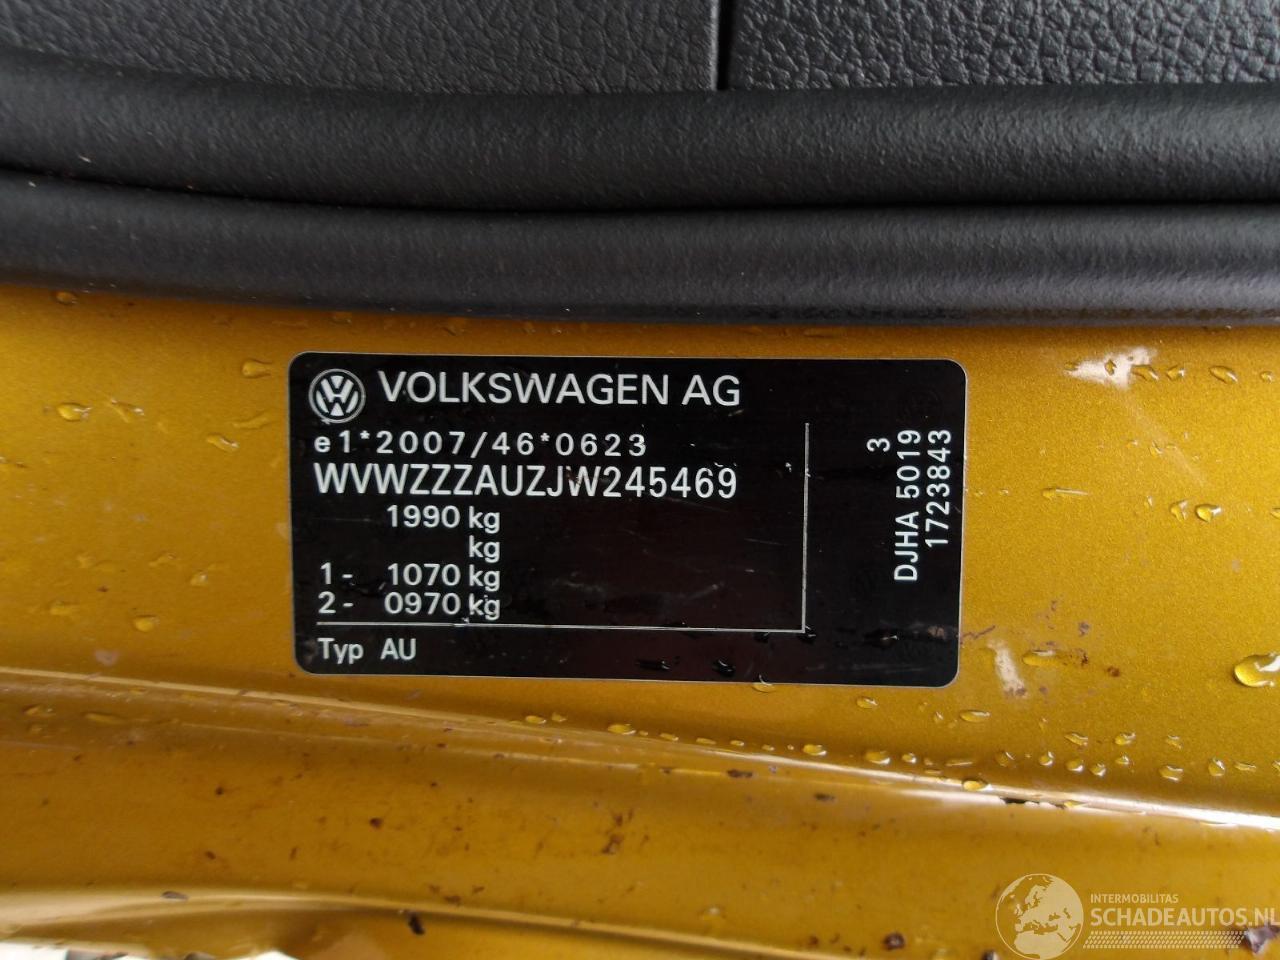 VOLKSWAGEN AG
e1*2007/46*0623
WVWZZZAUZJW245469
1990 kg
kg
1- 1070 kg
2- 0970 kg
Typ AU
3
DJHA 5019
1723843
INTERMOBILITAS
SCHADEAUTOS.NL